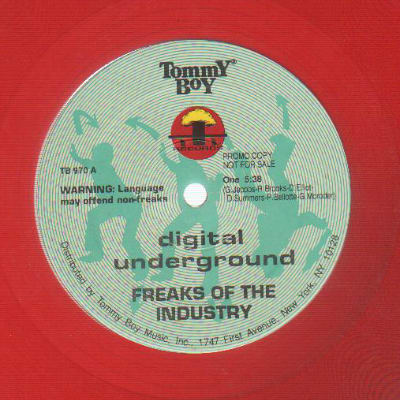 Tommy®
Boy
TNT
RECORDS
PROMO COPY
NOT FOR SALE
TB 970 A
WARNING: Language
may offend non-freaks
One 5:38
(G.Jacobs-R.Brooks-C.Elliot-
D.Summers-P.Bellotte-G.Moroder)
digital
underground
FREAKS OF THE
INDUSTRY
Distributed by Tommy Boy Music, Inc., 1747 First Avenue, New York, NY 10128